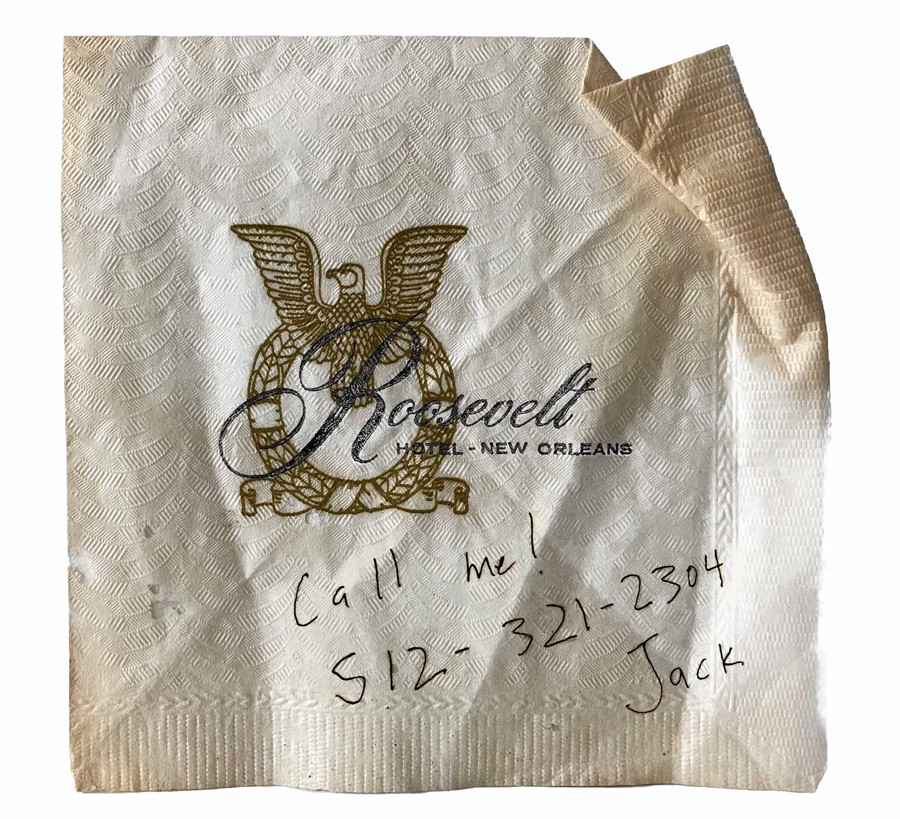 Roosevelt
HOTEL - NEW ORLEANS
Call me!
512-321-2304
Jack